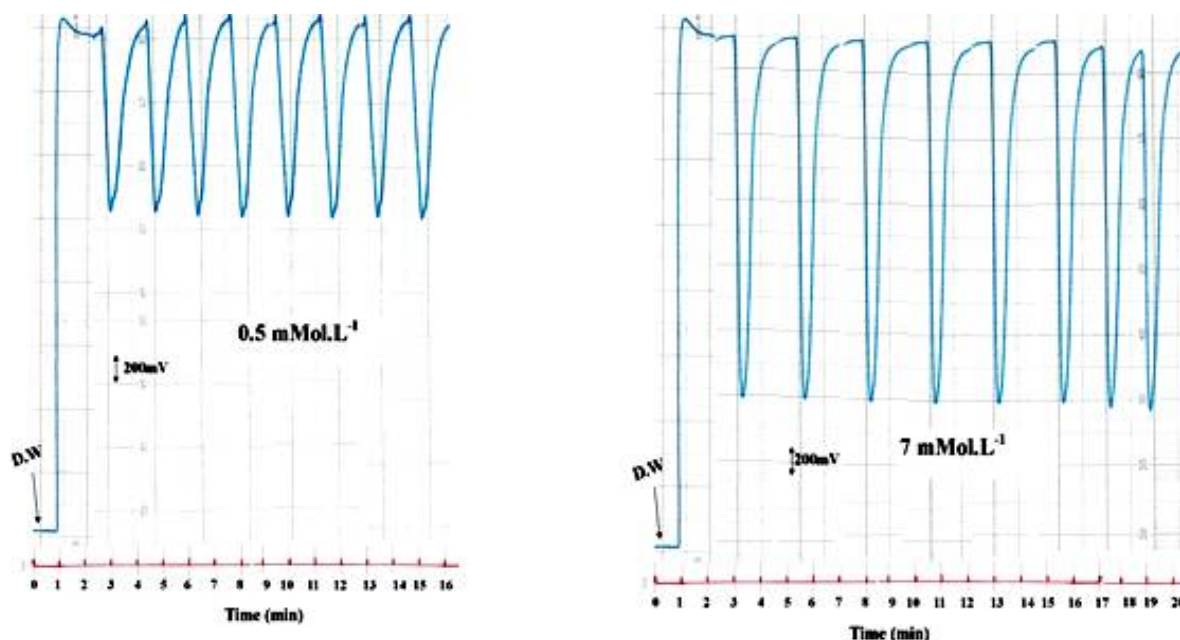 0.5 mMol.L⁻¹
200mV
D.W
0 1 2 3 4 5 6 7 8 9 10 11 12 13 14 15 16
Time (min)
7 mMol.L⁻¹
200mV
D.W
0 1 2 3 4 5 6 7 8 9 10 11 12 13 14 15 16 17 18 19 20
Time (min)